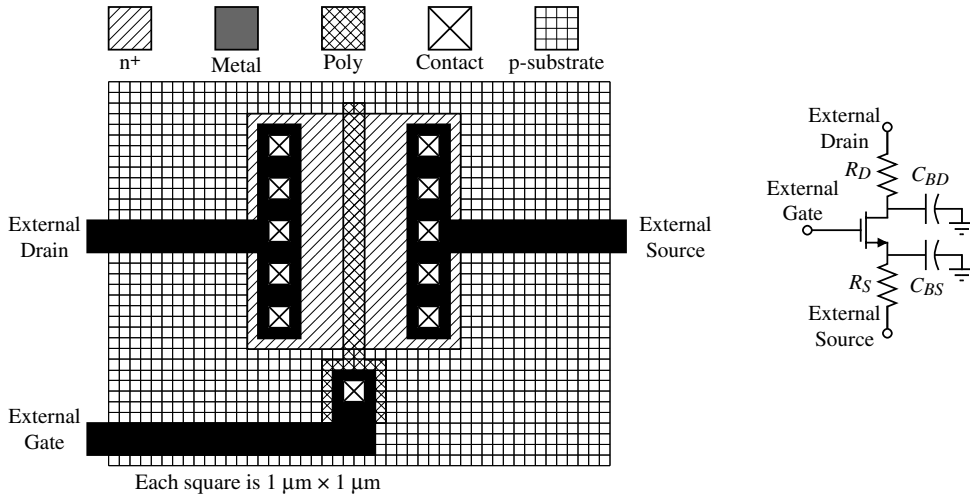 n+
Metal
Poly
Contact
p-substrate
External
Drain
External
Source
External
Gate
Each square is 1 μm × 1 μm
External
Drain
R_D
C_BD
External
Gate
R_S
C_BS
External
Source